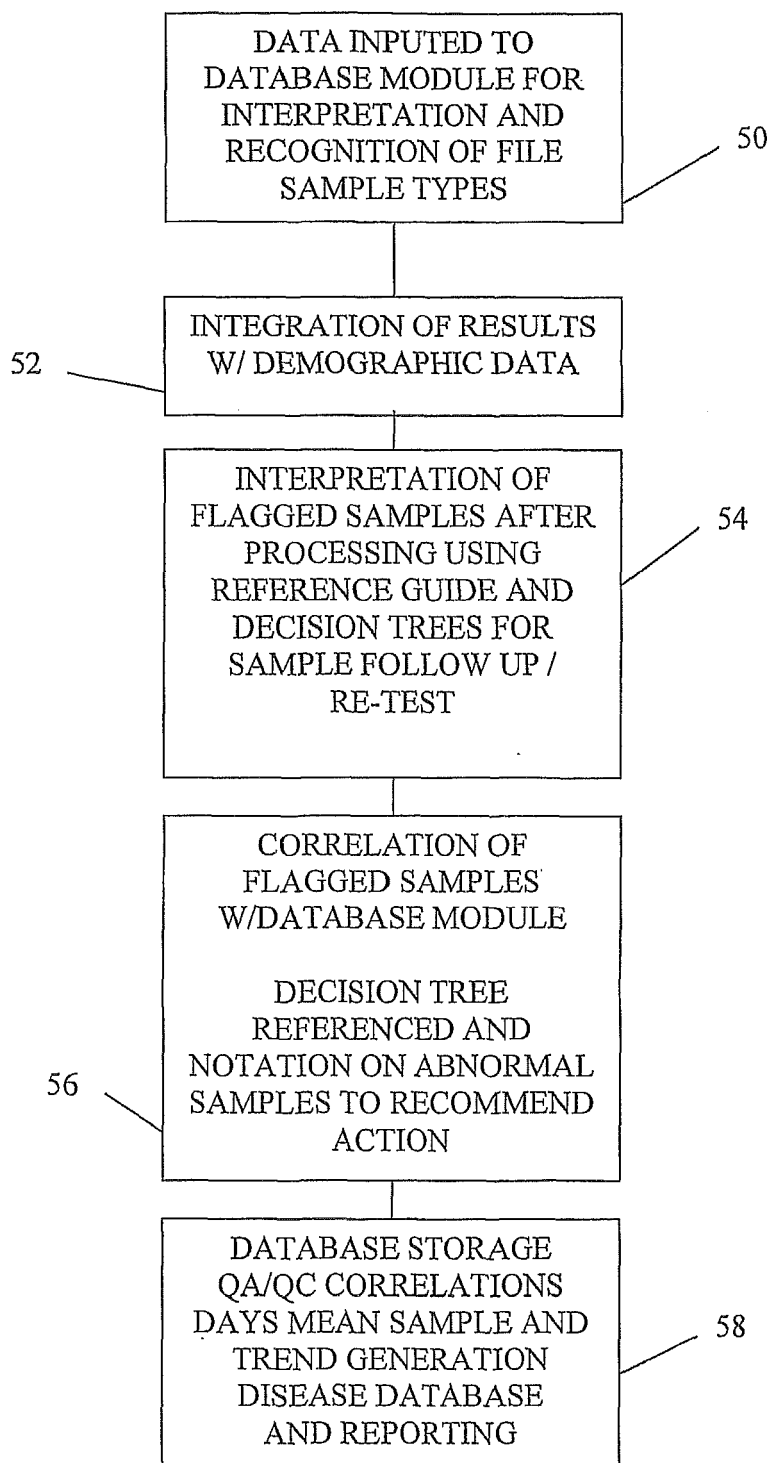 DATA INPUTED TO
DATABASE MODULE FOR
INTERPRETATION AND
RECOGNITION OF FILE
SAMPLE TYPES
50
INTEGRATION OF RESULTS
W/ DEMOGRAPHIC DATA
52
INTERPRETATION OF
FLAGGED SAMPLES AFTER
PROCESSING USING
REFERENCE GUIDE AND
DECISION TREES FOR
SAMPLE FOLLOW UP /
RE-TEST
54
CORRELATION OF
FLAGGED SAMPLES
W/DATABASE MODULE
DECISION TREE
REFERENCED AND
NOTATION ON ABNORMAL
SAMPLES TO RECOMMEND
ACTION
56
DATABASE STORAGE
QA/QC CORRELATIONS
DAYS MEAN SAMPLE AND
TREND GENERATION
DISEASE DATABASE
AND REPORTING
58